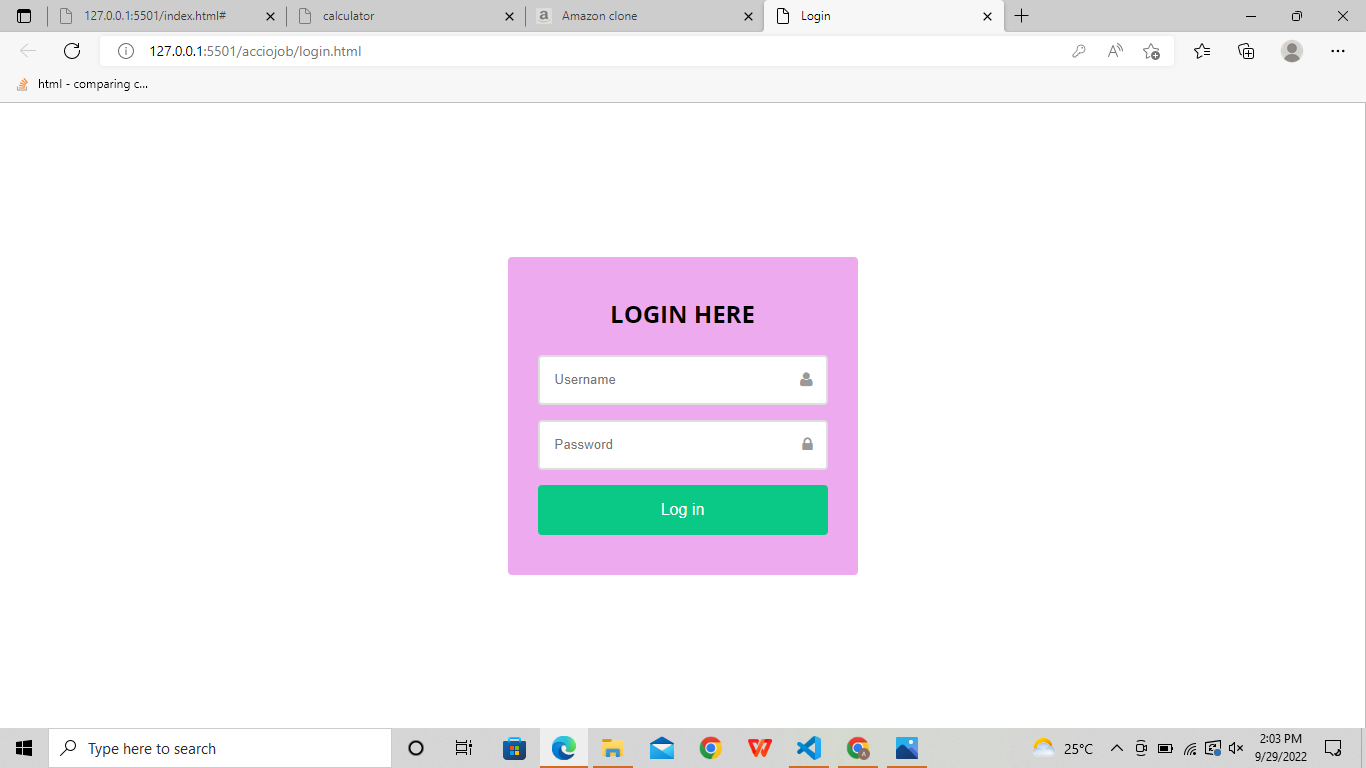 127.0.0.1:5501/index.html#
calculator
Amazon clone
Login
127.0.0.1:5501/acciojob/login.html
html - comparing c...
LOGIN HERE
Username
Password
Log in
Type here to search
25°C
2:03 PM
9/29/2022